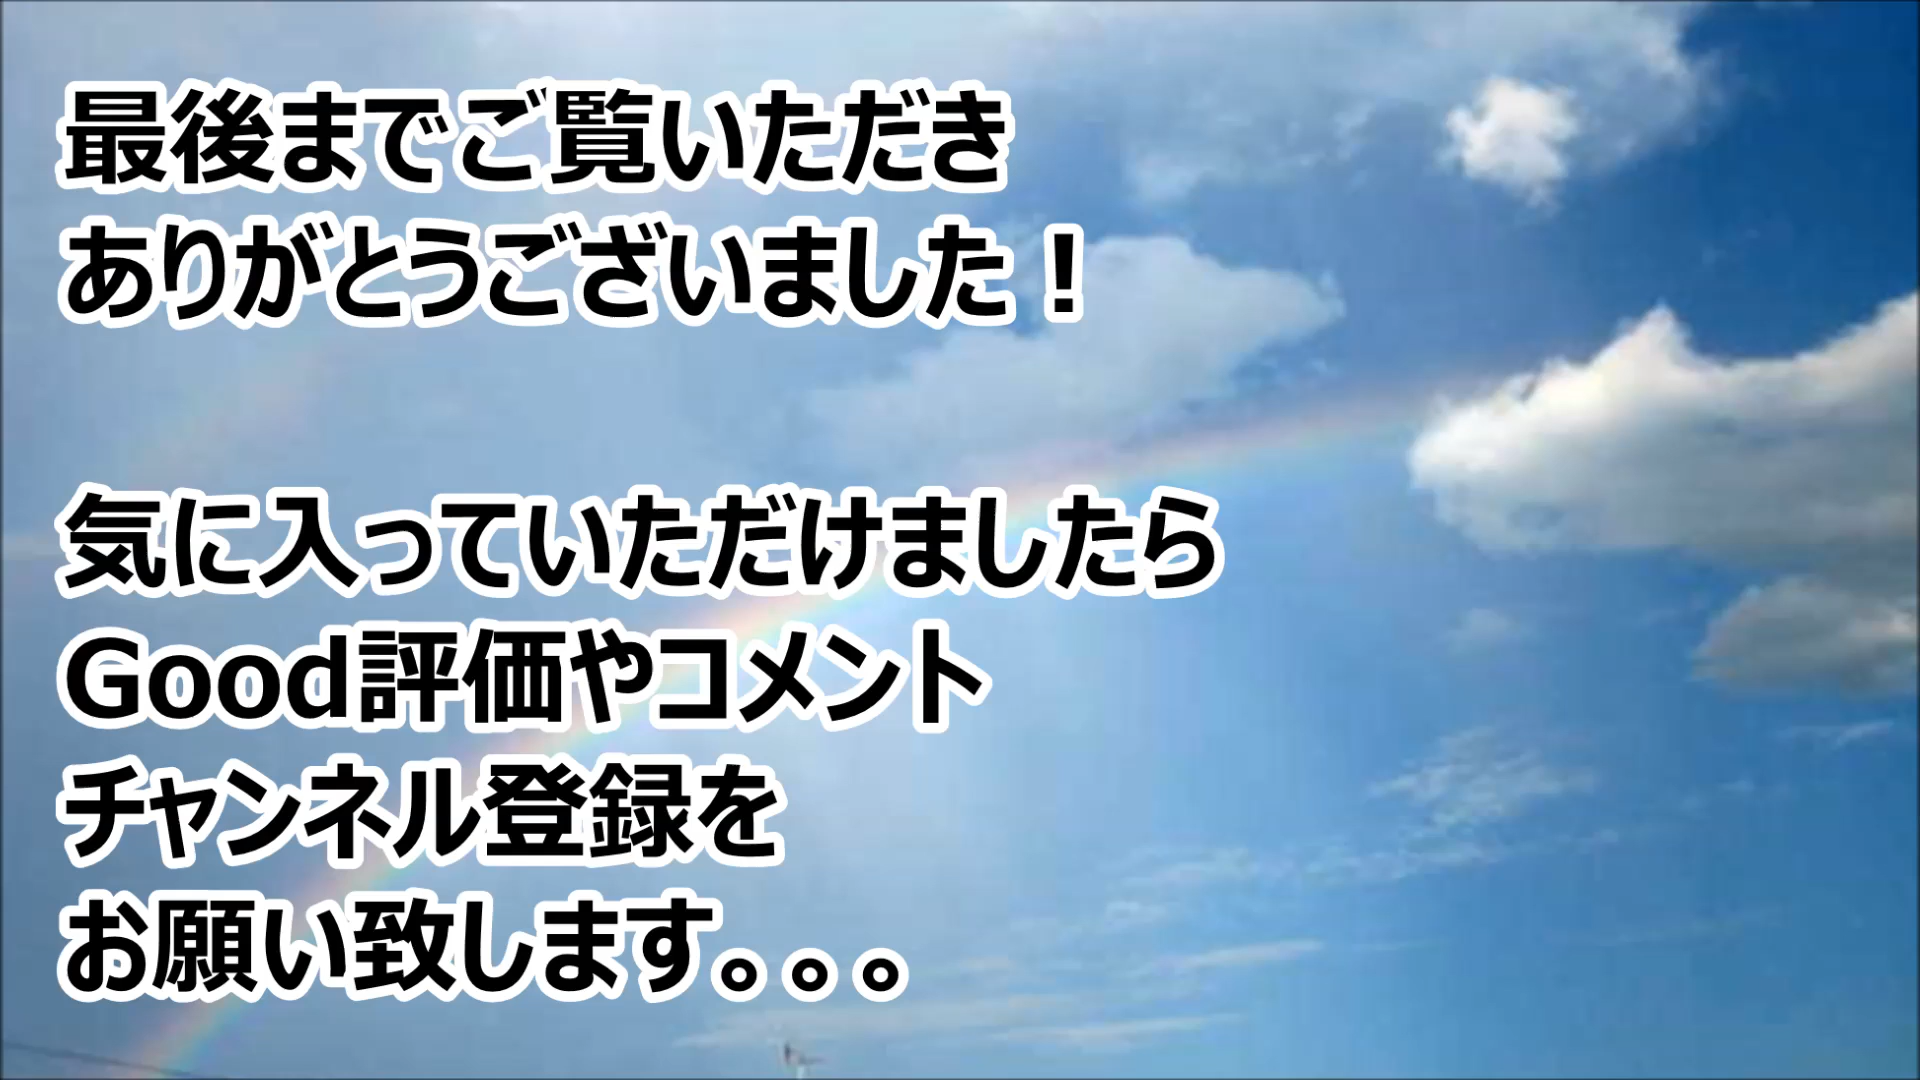 最後までご覧いただき
ありがとうございました！
気に入っていただけましたら
Good評価やコメント
チャンネル登録を
お願い致します。。。